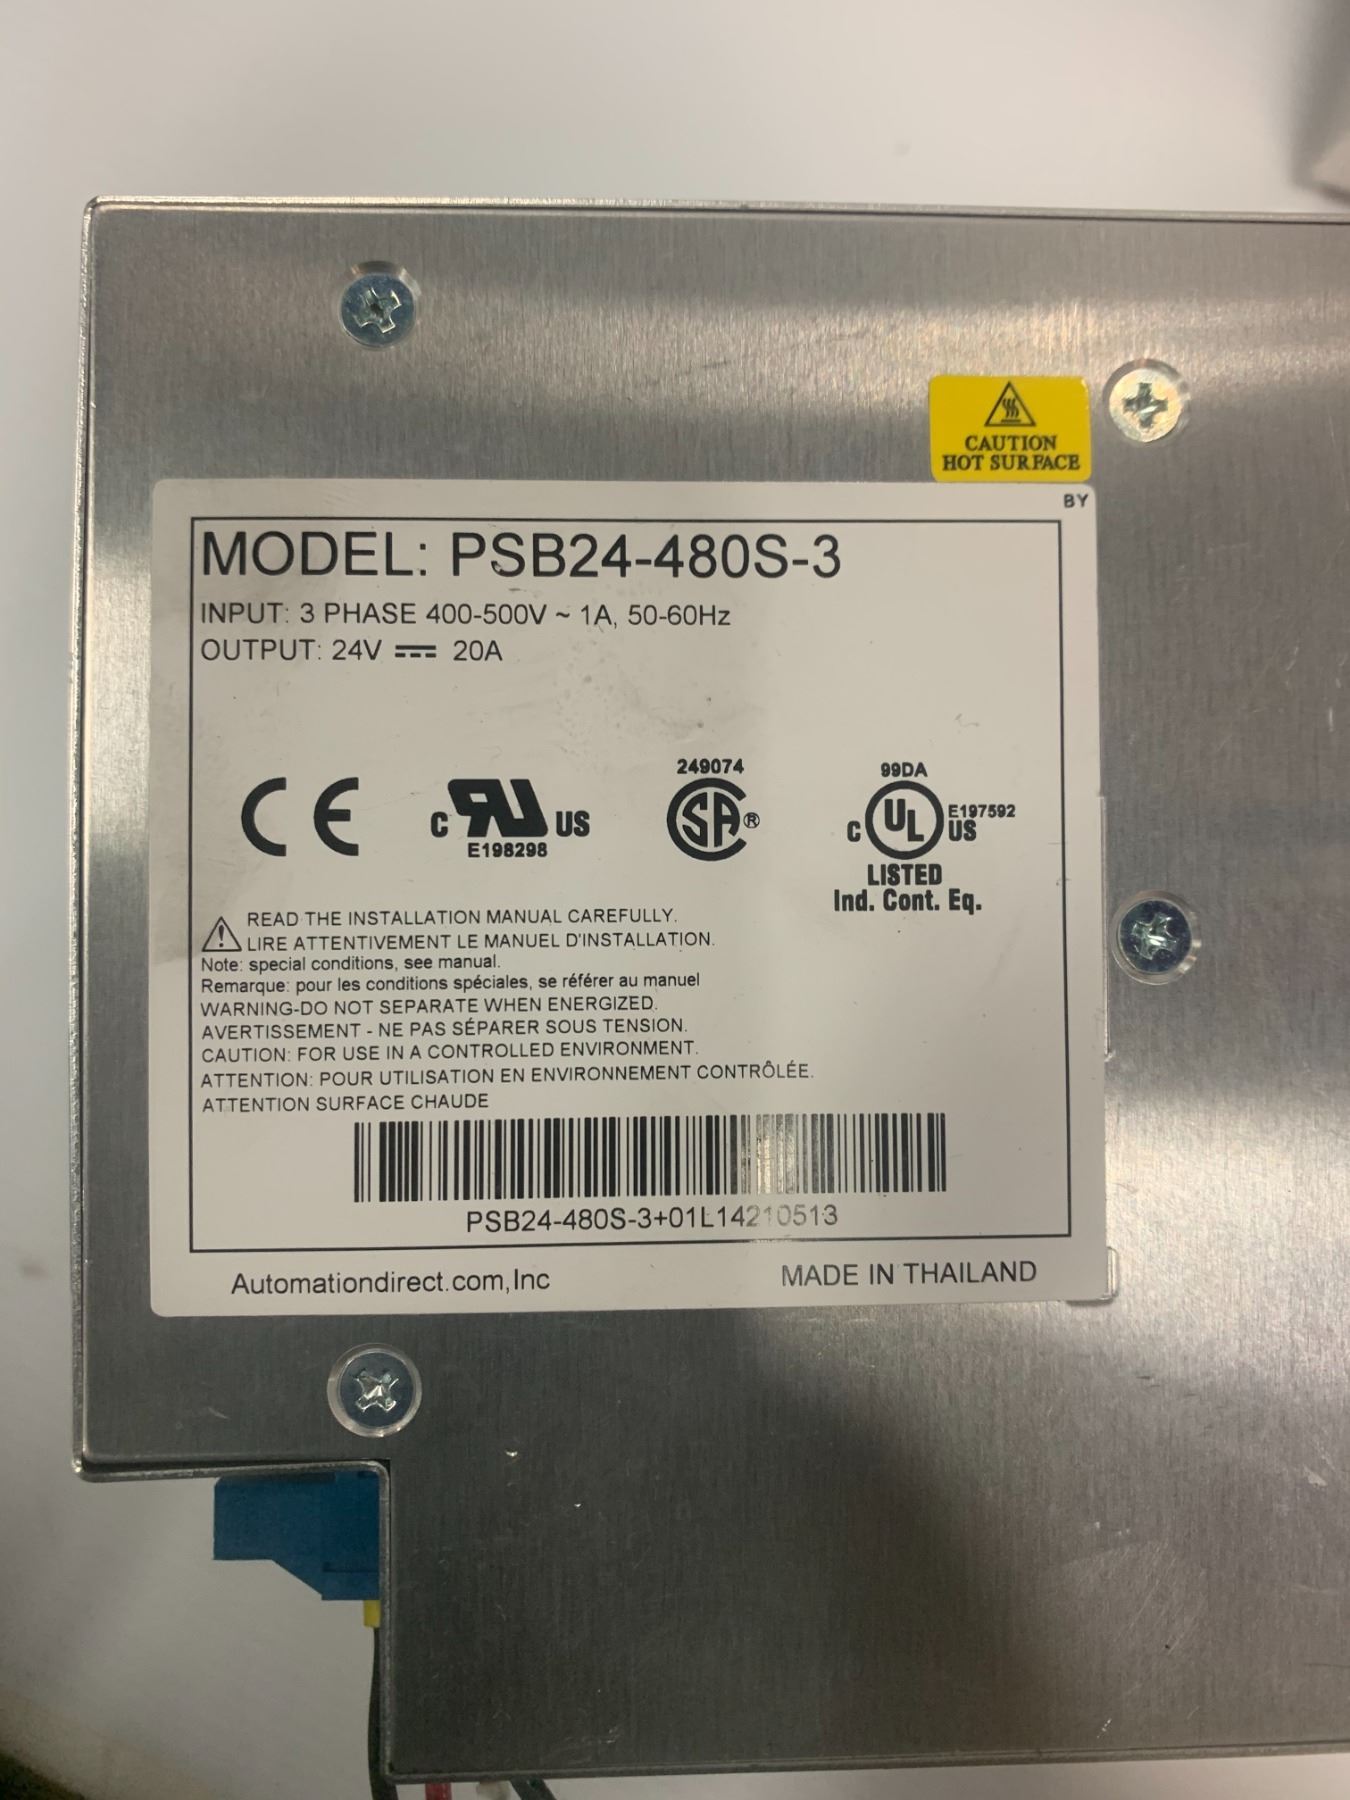 CAUTION
HOT SURFACE
BY
MODEL: PSB24-480S-3
INPUT: 3 PHASE 400-500V ~ 1A, 50-60Hz
OUTPUT: 24V ⎓ 20A
CE
C RU US
E198298
249074
SA®
99DA
C UL US E197592
LISTED
Ind. Cont. Eq.
READ THE INSTALLATION MANUAL CAREFULLY.
LIRE ATTENTIVEMENT LE MANUEL D'INSTALLATION.
Note: special conditions, see manual.
Remarque: pour les conditions spéciales, se référer au manuel
WARNING-DO NOT SEPARATE WHEN ENERGIZED.
AVERTISSEMENT - NE PAS SÉPARER SOUS TENSION.
CAUTION: FOR USE IN A CONTROLLED ENVIRONMENT.
ATTENTION: POUR UTILISATION EN ENVIRONNEMENT CONTRÔLÉE.
ATTENTION SURFACE CHAUDE
PSB24-480S-3+01L14210513
Automationdirect.com,Inc
MADE IN THAILAND